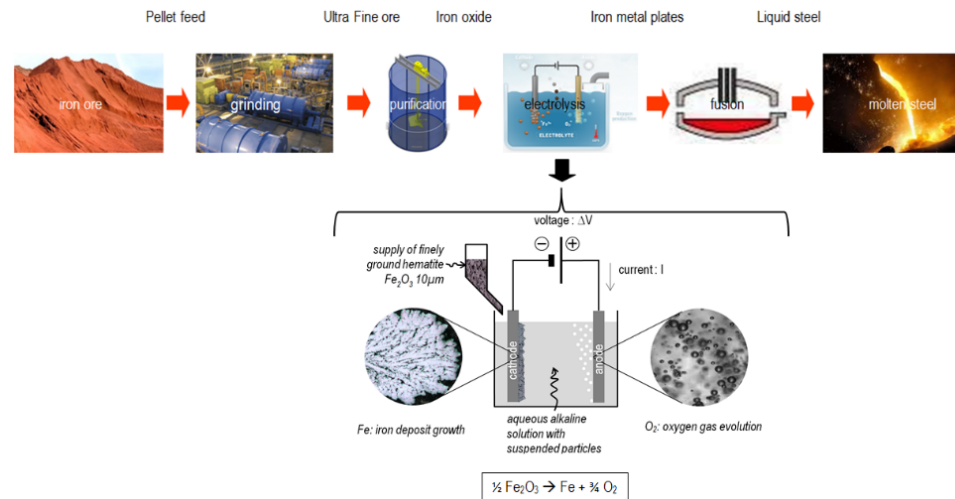 Pellet feed
Ultra Fine ore
Iron oxide
Iron metal plates
Liquid steel
iron ore
grinding
purification
electrolysis
fusion
molten steel
ELECTROLYTE
voltage : ΔV
supply of finely
ground hematite
Fe₂O₃ 10µm
⊖ ⊕
current : I
cathode
anode
Fe: iron deposit growth
aqueous alkaline
solution with
suspended particles
O₂: oxygen gas evolution
½ Fe₂O₃ → Fe + ¾ O₂